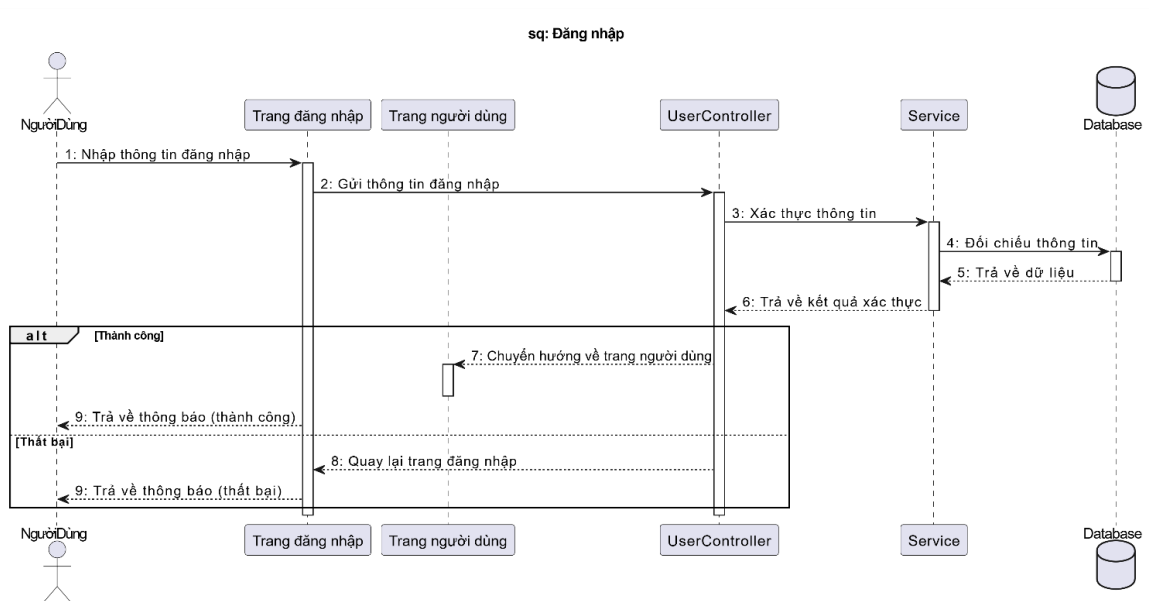 sq: Đăng nhập
NgườiDùng
Trang đăng nhập
Trang người dùng
UserController
Service
Database
1: Nhập thông tin đăng nhập
2: Gửi thông tin đăng nhập
3: Xác thực thông tin
4: Đối chiếu thông tin
5: Trả về dữ liệu
6: Trả về kết quả xác thực
alt
[Thành công]
7: Chuyển hướng về trang người dùng
9: Trả về thông báo (thành công)
[Thất bại]
8: Quay lại trang đăng nhập
9: Trả về thông báo (thất bại)
NgườiDùng
Trang đăng nhập
Trang người dùng
UserController
Service
Database